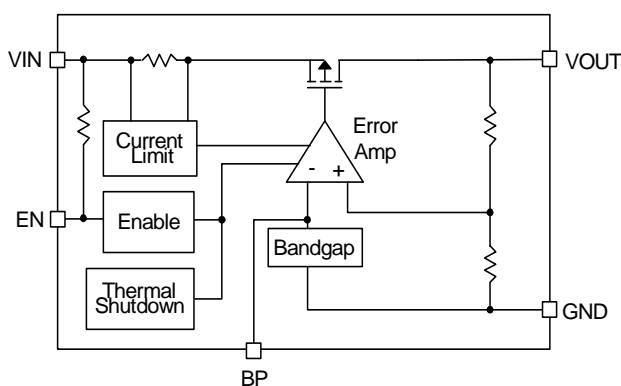 VIN
VOUT
Current
Limit
Error
Amp
- +
EN
Enable
Bandgap
Thermal
Shutdown
GND
BP